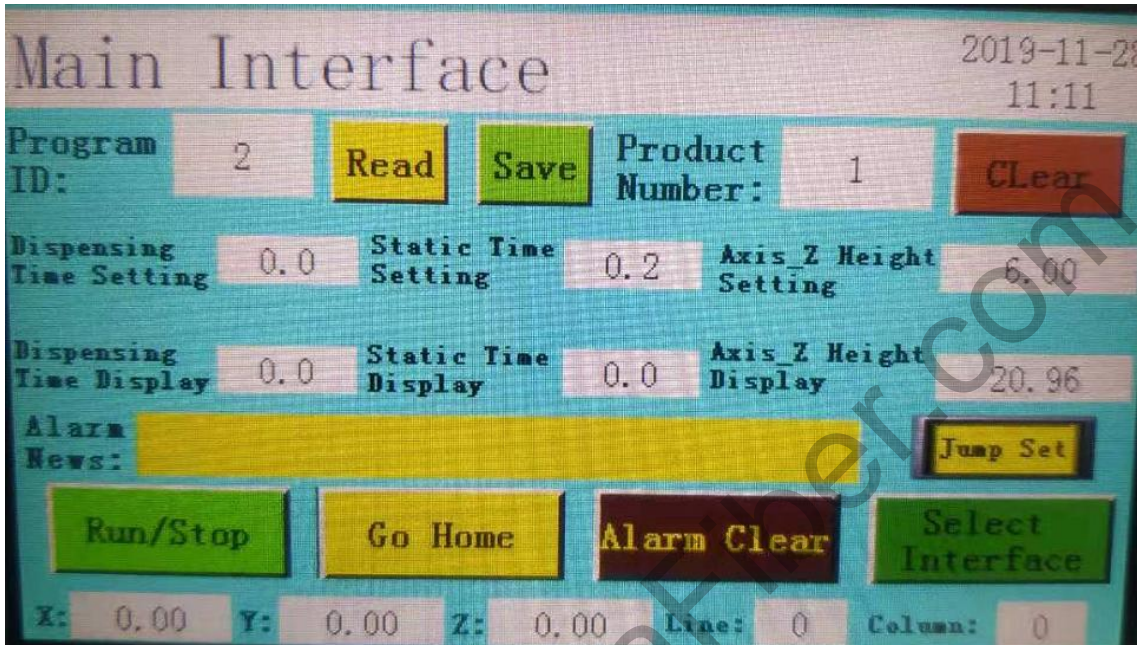 Main Interface
2019-11-28
11:11
Program ID:
2
Read
Save
Product Number:
1
CLear
Dispensing Time Setting
0.0
Static Time Setting
0.2
Axis_Z Height Setting
6.00
Dispensing Time Display
0.0
Static Time Display
0.0
Axis_Z Height Display
20.96
Alarm News:
Jump Set
Run/Stop
Go Home
Alarm Clear
Select Interface
X: 0.00 Y: 0.00 Z: 0.00 Line: 0 Column: 0
Fiber.com